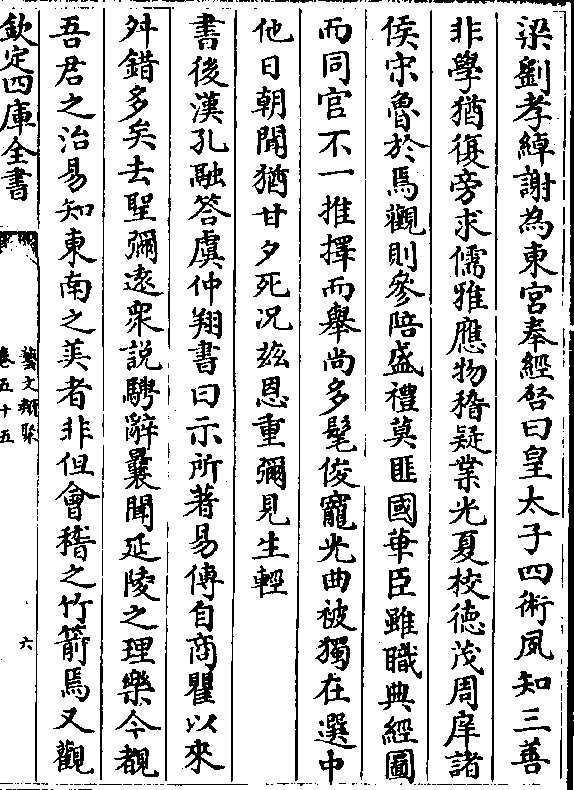 梁劉孝綽謝為東宮奉經啓曰皇太子四術夙知三善
非學猶復旁求儒雅應物稽疑業光夏校德茂周庠諸
侯宋魯於焉觀則參陪盛禮莫匪國華臣雖職典經圖
而同官不一推擇而舉尚多髦俊寵光曲被獨在選中
他日朝聞猶甘夕死况兹恩重彌見生輕
書後漢孔融答虞仲翔書曰示所著易傳自商瞿以來
舛錯多矣去聖彌遠衆説騁辭曩聞延陵之理樂今覩
吾君之治易知東南之美者非但會稽之竹箭焉又觀
欽定四庫全書
藝文類聚
卷五十五
六